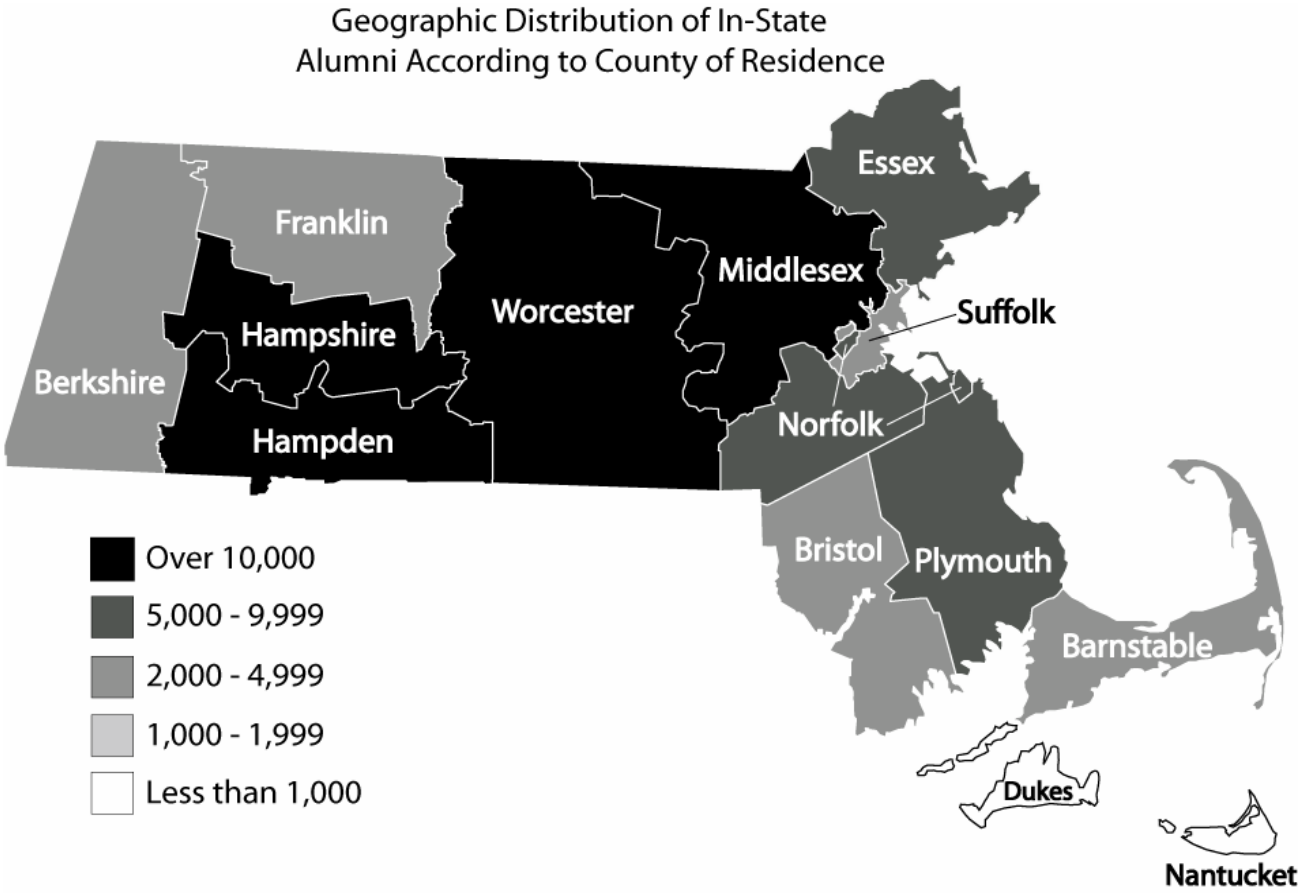 Geographic Distribution of In-State
Alumni According to County of Residence
Essex
Franklin
Middlesex
Worcester
Suffolk
Hampshire
Berkshire
Norfolk
Hampden
Bristol
Plymouth
Barnstable
Over 10,000
5,000 - 9,999
2,000 - 4,999
1,000 - 1,999
Less than 1,000
Dukes
Nantucket